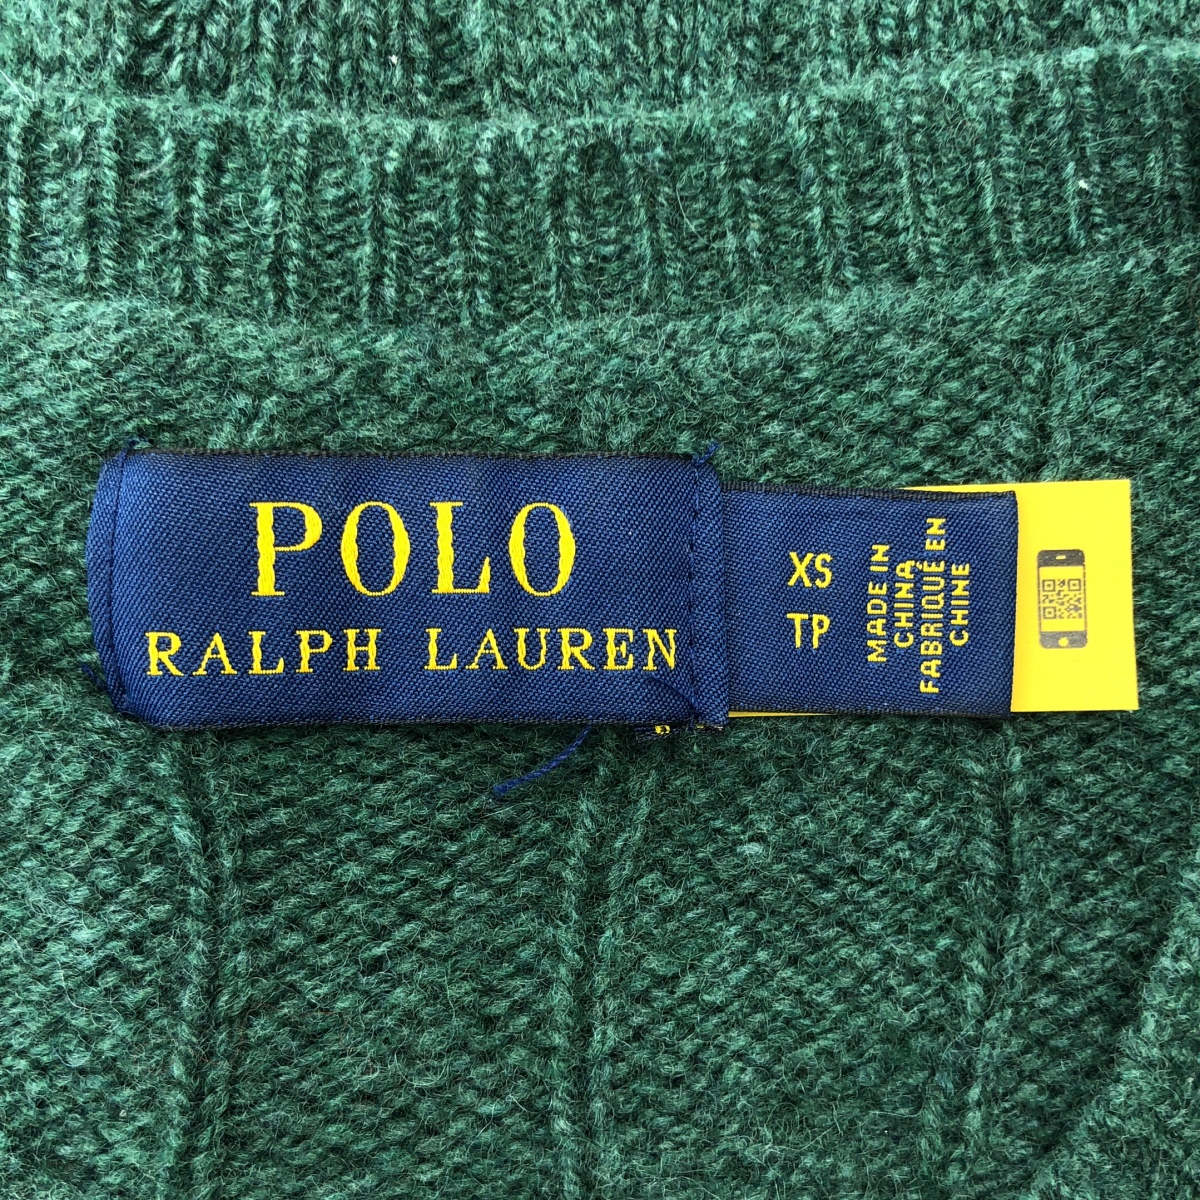 POLO
RALPH LAUREN
XS
TP
MADE IN
CHINA
FABRIQUÉ EN
CHINE